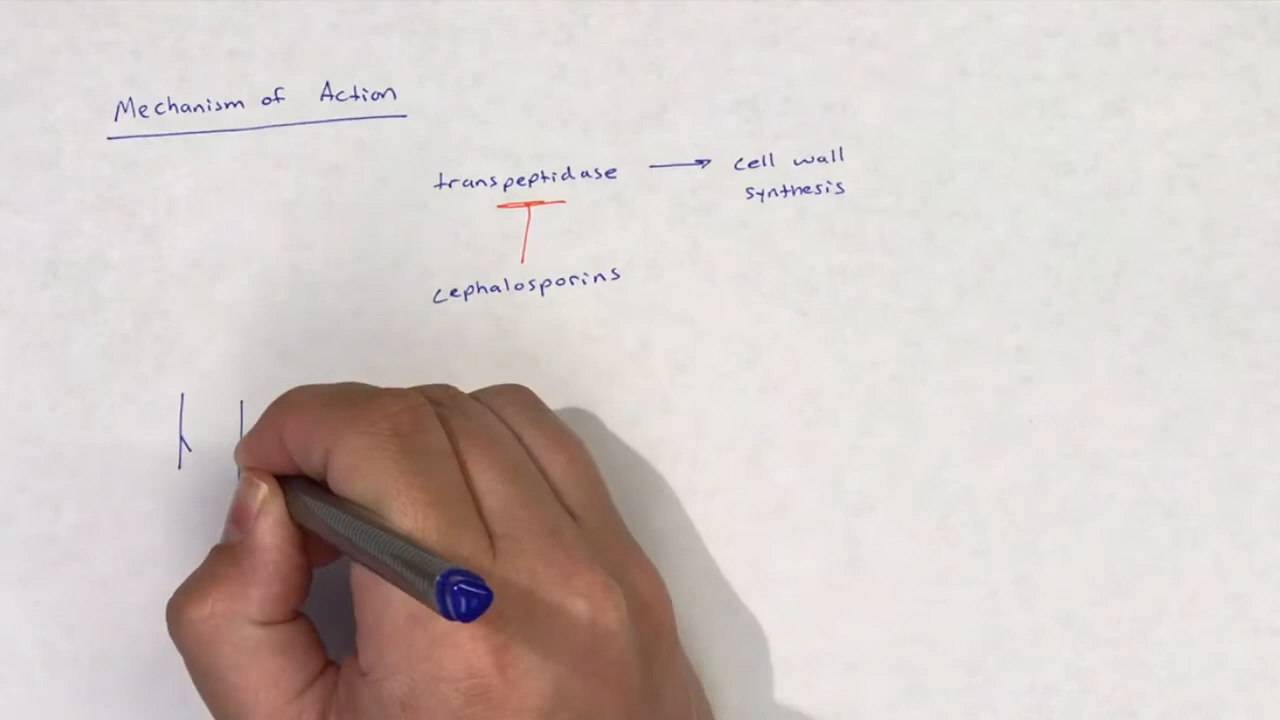 Mechanism of Action
transpeptidase → cell wall
synthesis
cephalosporins